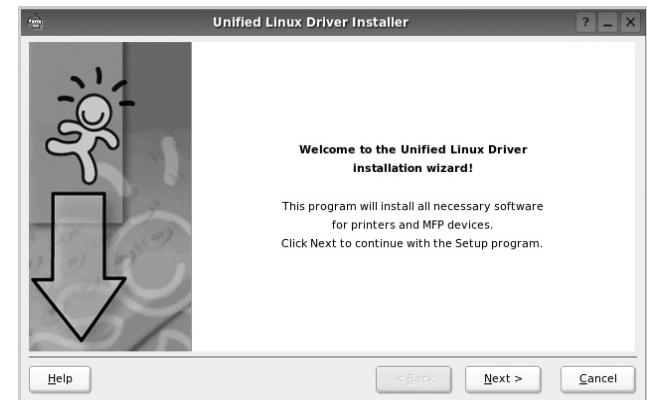 Unified Linux Driver Installer
?
Welcome to the Unified Linux Driver
installation wizard!
This program will install all necessary software
for printers and MFP devices.
Click Next to continue with the Setup program.
Help
< Back
Next >
Cancel